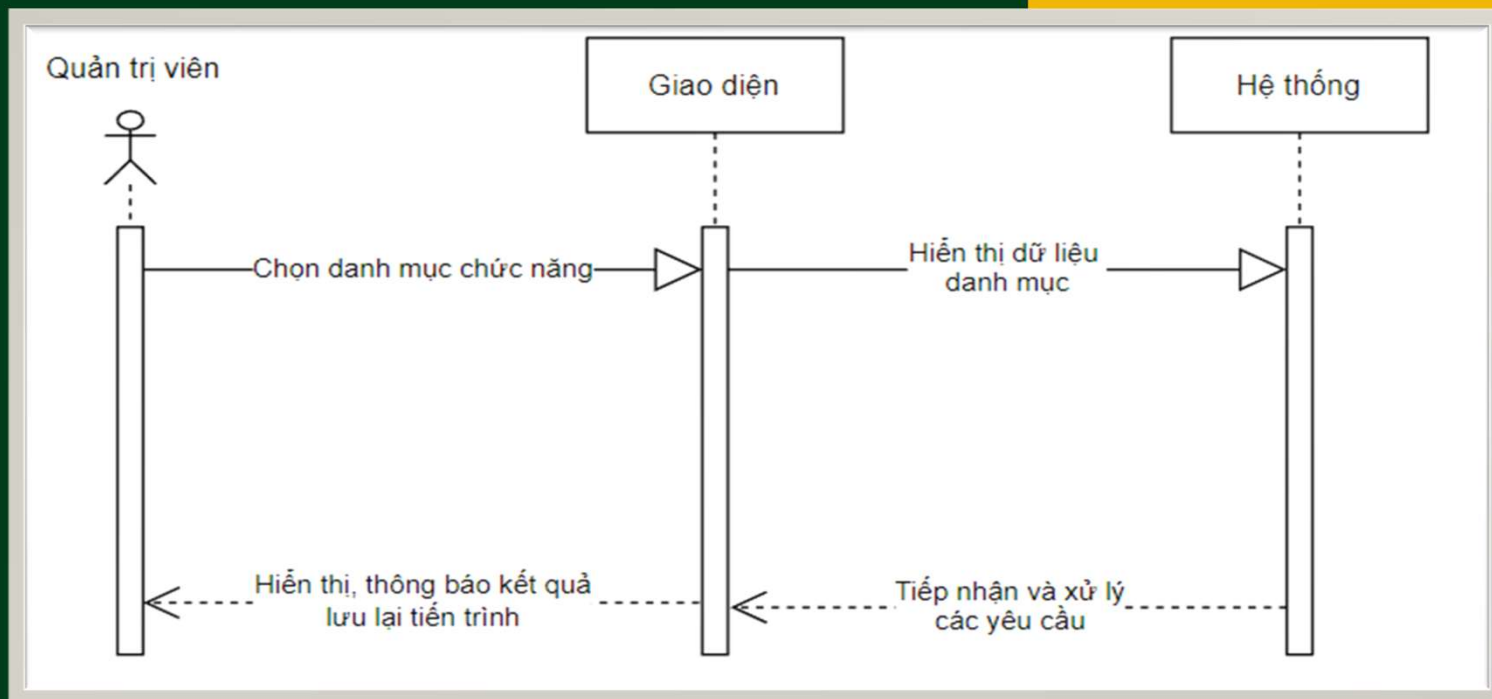 Quản trị viên
Giao diện
Hệ thống
Chọn danh mục chức năng
Hiển thị dữ liệu
danh mục
Hiển thị, thông báo kết quả
lưu lại tiến trình
Tiếp nhận và xử lý
các yêu cầu